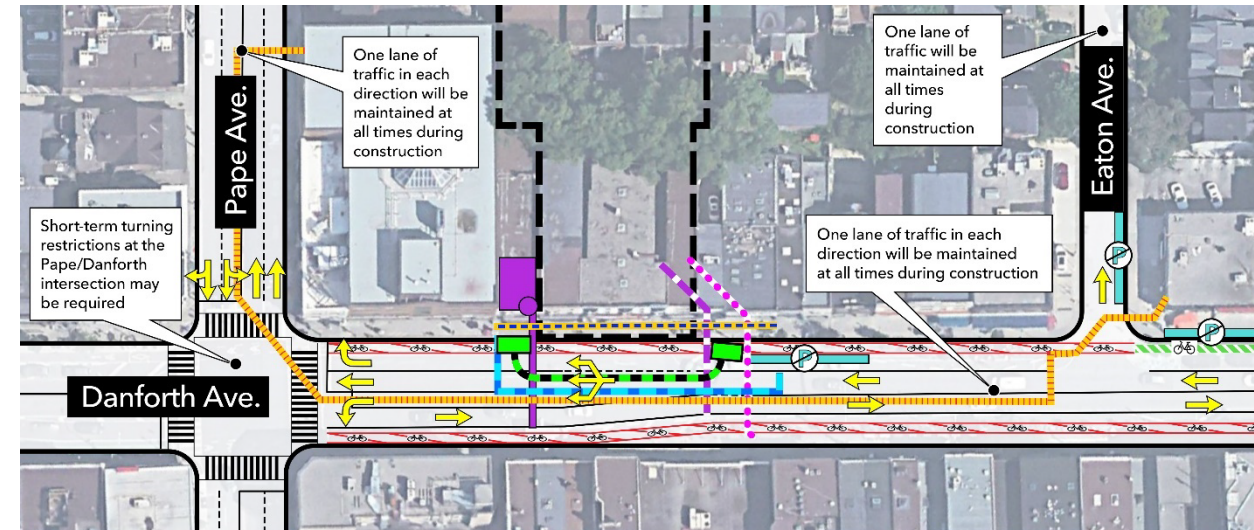 One lane of
traffic in each
direction will be
maintained at
all times during
construction
One lane of
traffic will be
maintained at
all times
during
construction
Pape Ave.
Eaton Ave.
Short-term turning
restrictions at the
Pape/Danforth
intersection may
be required
One lane of traffic in each direction will be maintained
at all times during construction
P
P
P
Danforth Ave.